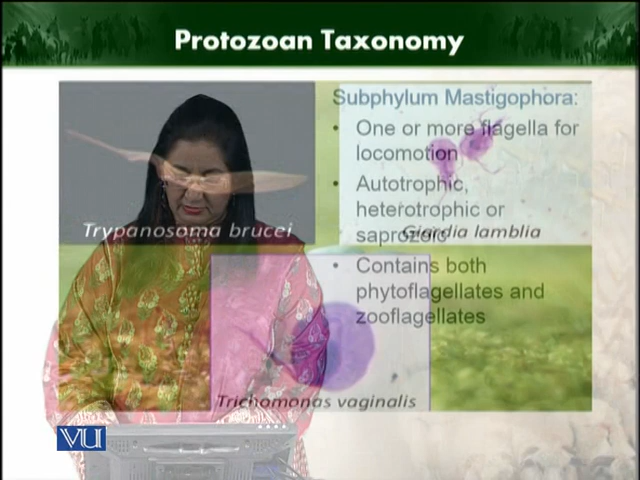 Protozoan Taxonomy
Subphylum Mastigophora:
• One or more flagella for
locomotion
• Autotrophic,
heterotrophic or
saprozoic
• Contains both
phytoflagellates and
zooflagellates
Trypanosoma brucei
Giardia lamblia
Trichomonas vaginalis
VU